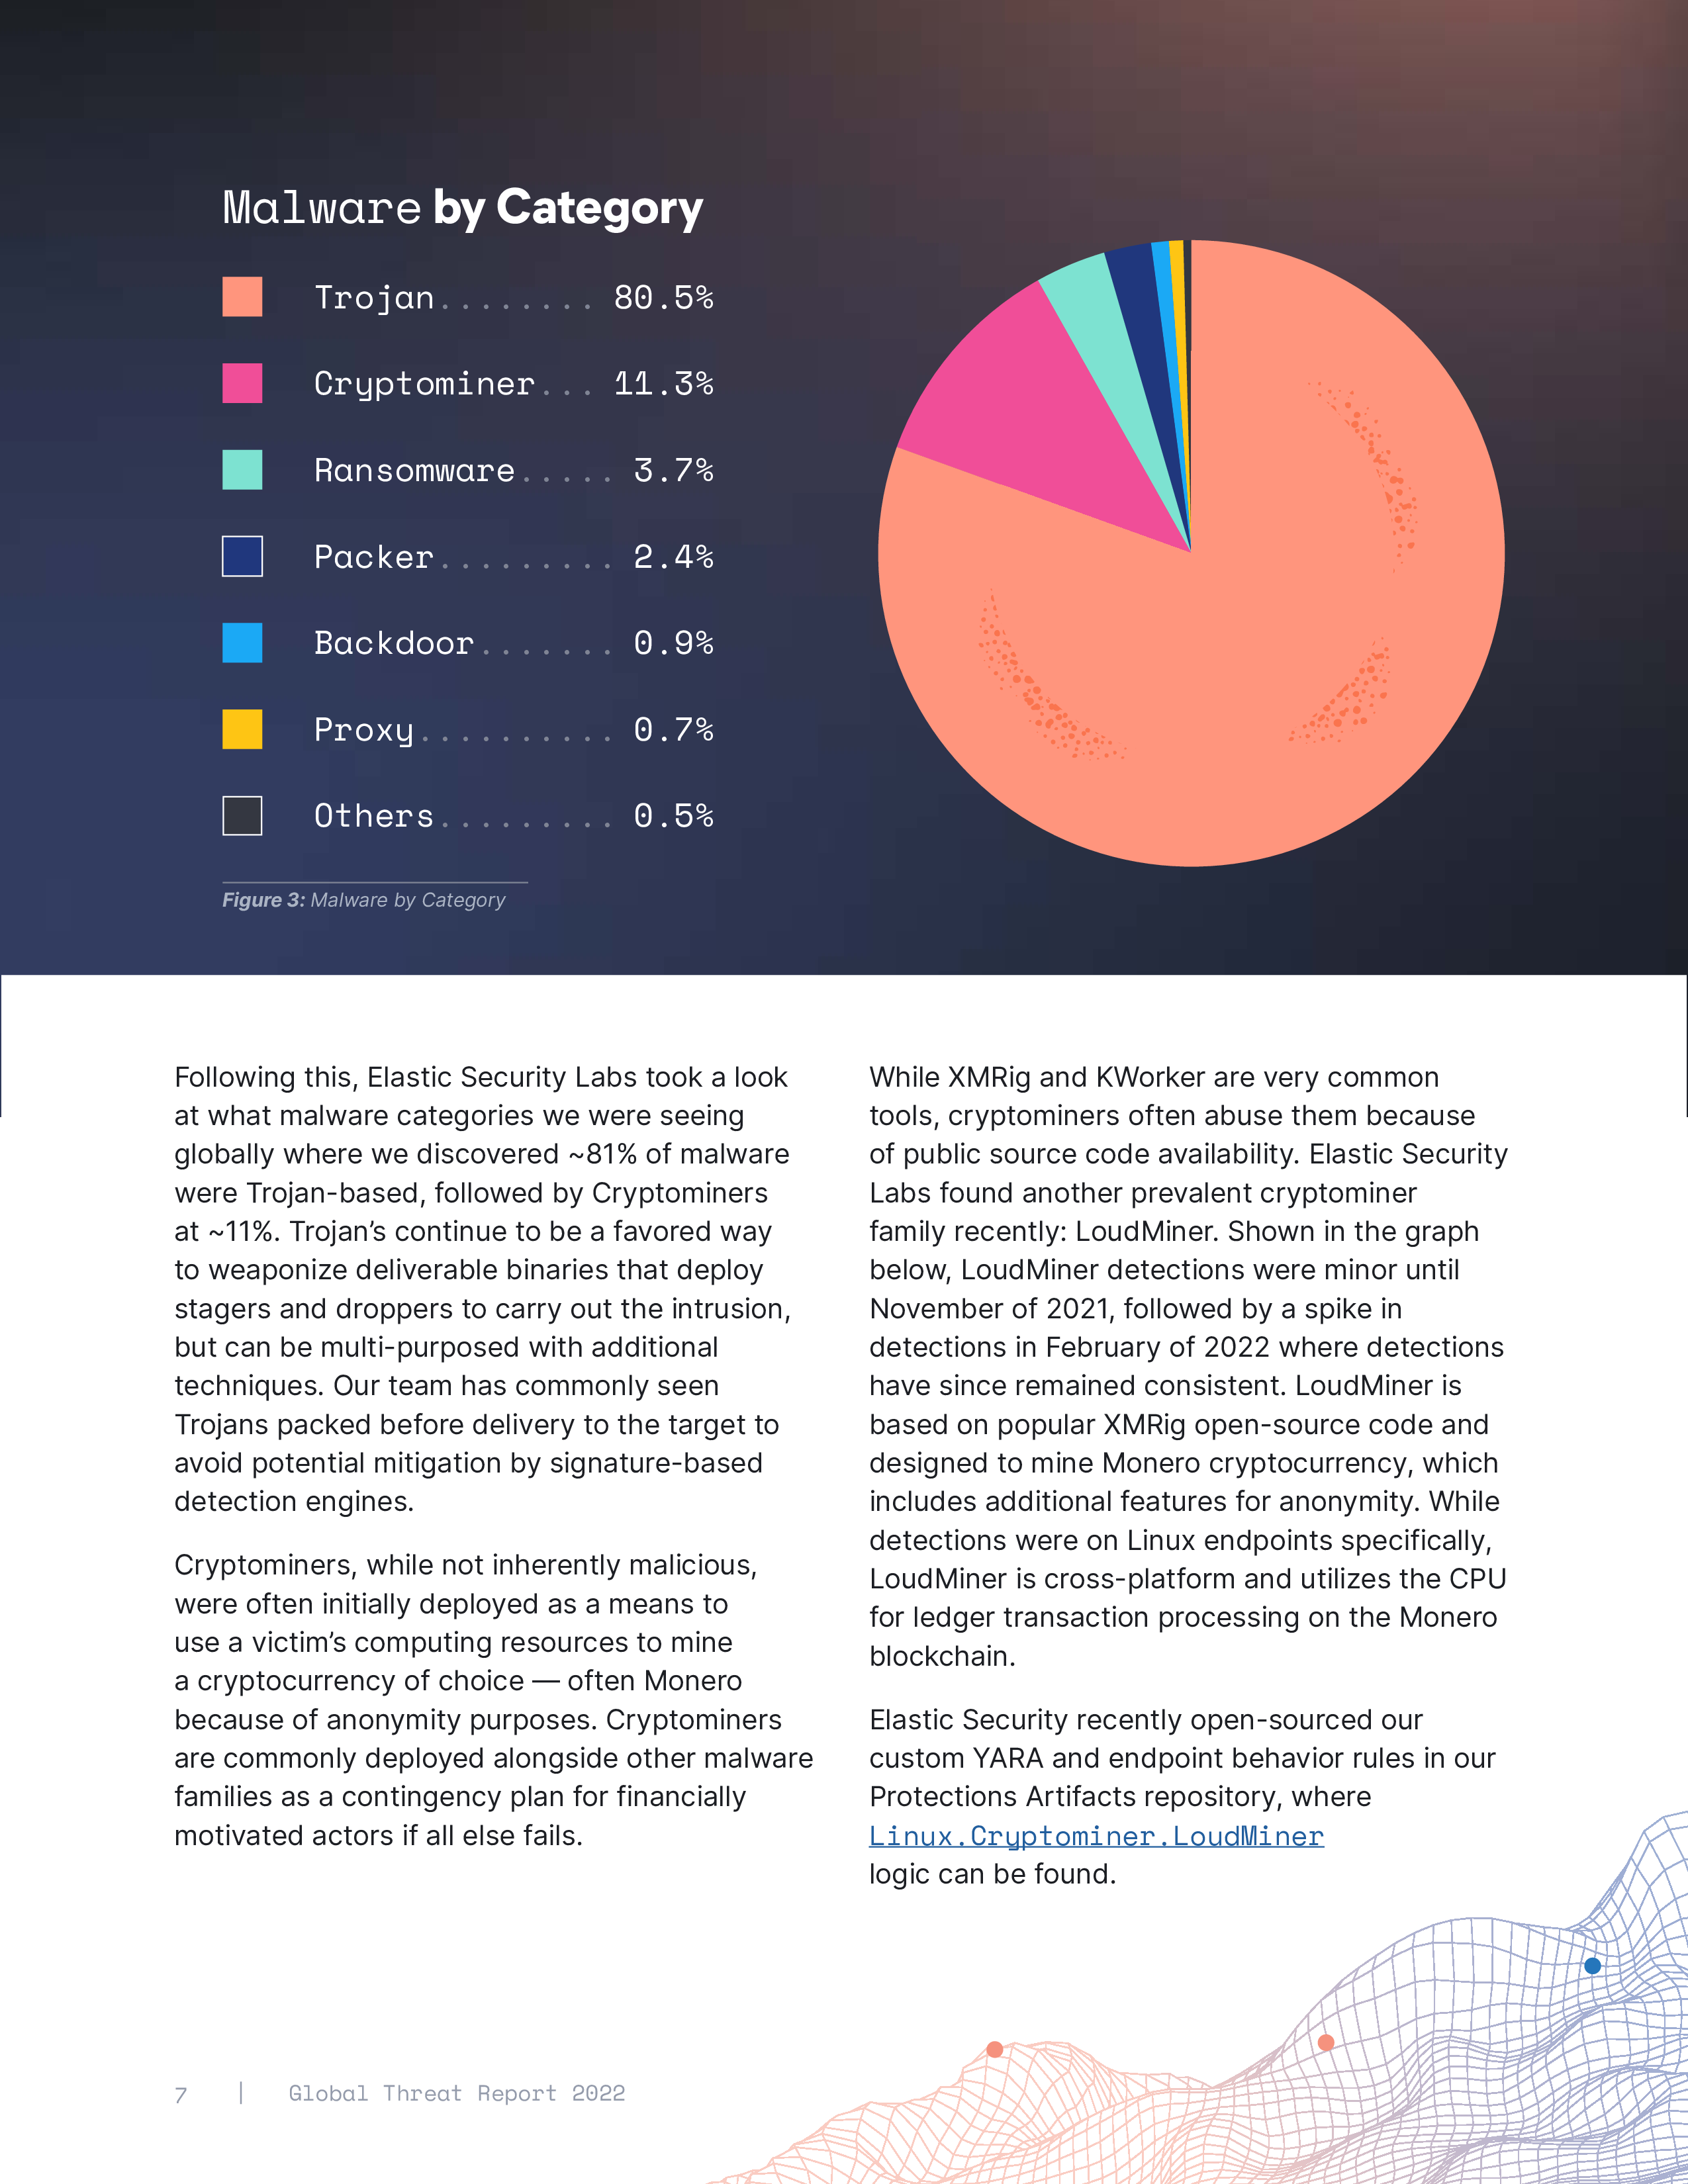 Malware by Category
Trojan........ 80.5%
Cryptominer... 11.3%
Ransomware..... 3.7%
Packer......... 2.4%
Backdoor....... 0.9%
Proxy.......... 0.7%
Others......... 0.5%
Figure 3: Malware by Category
Following this, Elastic Security Labs took a look
at what malware categories we were seeing
globally where we discovered ~81% of malware
were Trojan-based, followed by Cryptominers
at ~11%. Trojan’s continue to be a favored way
to weaponize deliverable binaries that deploy
stagers and droppers to carry out the intrusion,
but can be multi-purposed with additional
techniques. Our team has commonly seen
Trojans packed before delivery to the target to
avoid potential mitigation by signature-based
detection engines.
Cryptominers, while not inherently malicious,
were often initially deployed as a means to
use a victim’s computing resources to mine
a cryptocurrency of choice — often Monero
because of anonymity purposes. Cryptominers
are commonly deployed alongside other malware
families as a contingency plan for financially
motivated actors if all else fails.
While XMRig and KWorker are very common
tools, cryptominers often abuse them because
of public source code availability. Elastic Security
Labs found another prevalent cryptominer
family recently: LoudMiner. Shown in the graph
below, LoudMiner detections were minor until
November of 2021, followed by a spike in
detections in February of 2022 where detections
have since remained consistent. LoudMiner is
based on popular XMRig open-source code and
designed to mine Monero cryptocurrency, which
includes additional features for anonymity. While
detections were on Linux endpoints specifically,
LoudMiner is cross-platform and utilizes the CPU
for ledger transaction processing on the Monero
blockchain.
Elastic Security recently open-sourced our
custom YARA and endpoint behavior rules in our
Protections Artifacts repository, where
Linux.Cryptominer.LoudMiner
logic can be found.
7 | Global Threat Report 2022